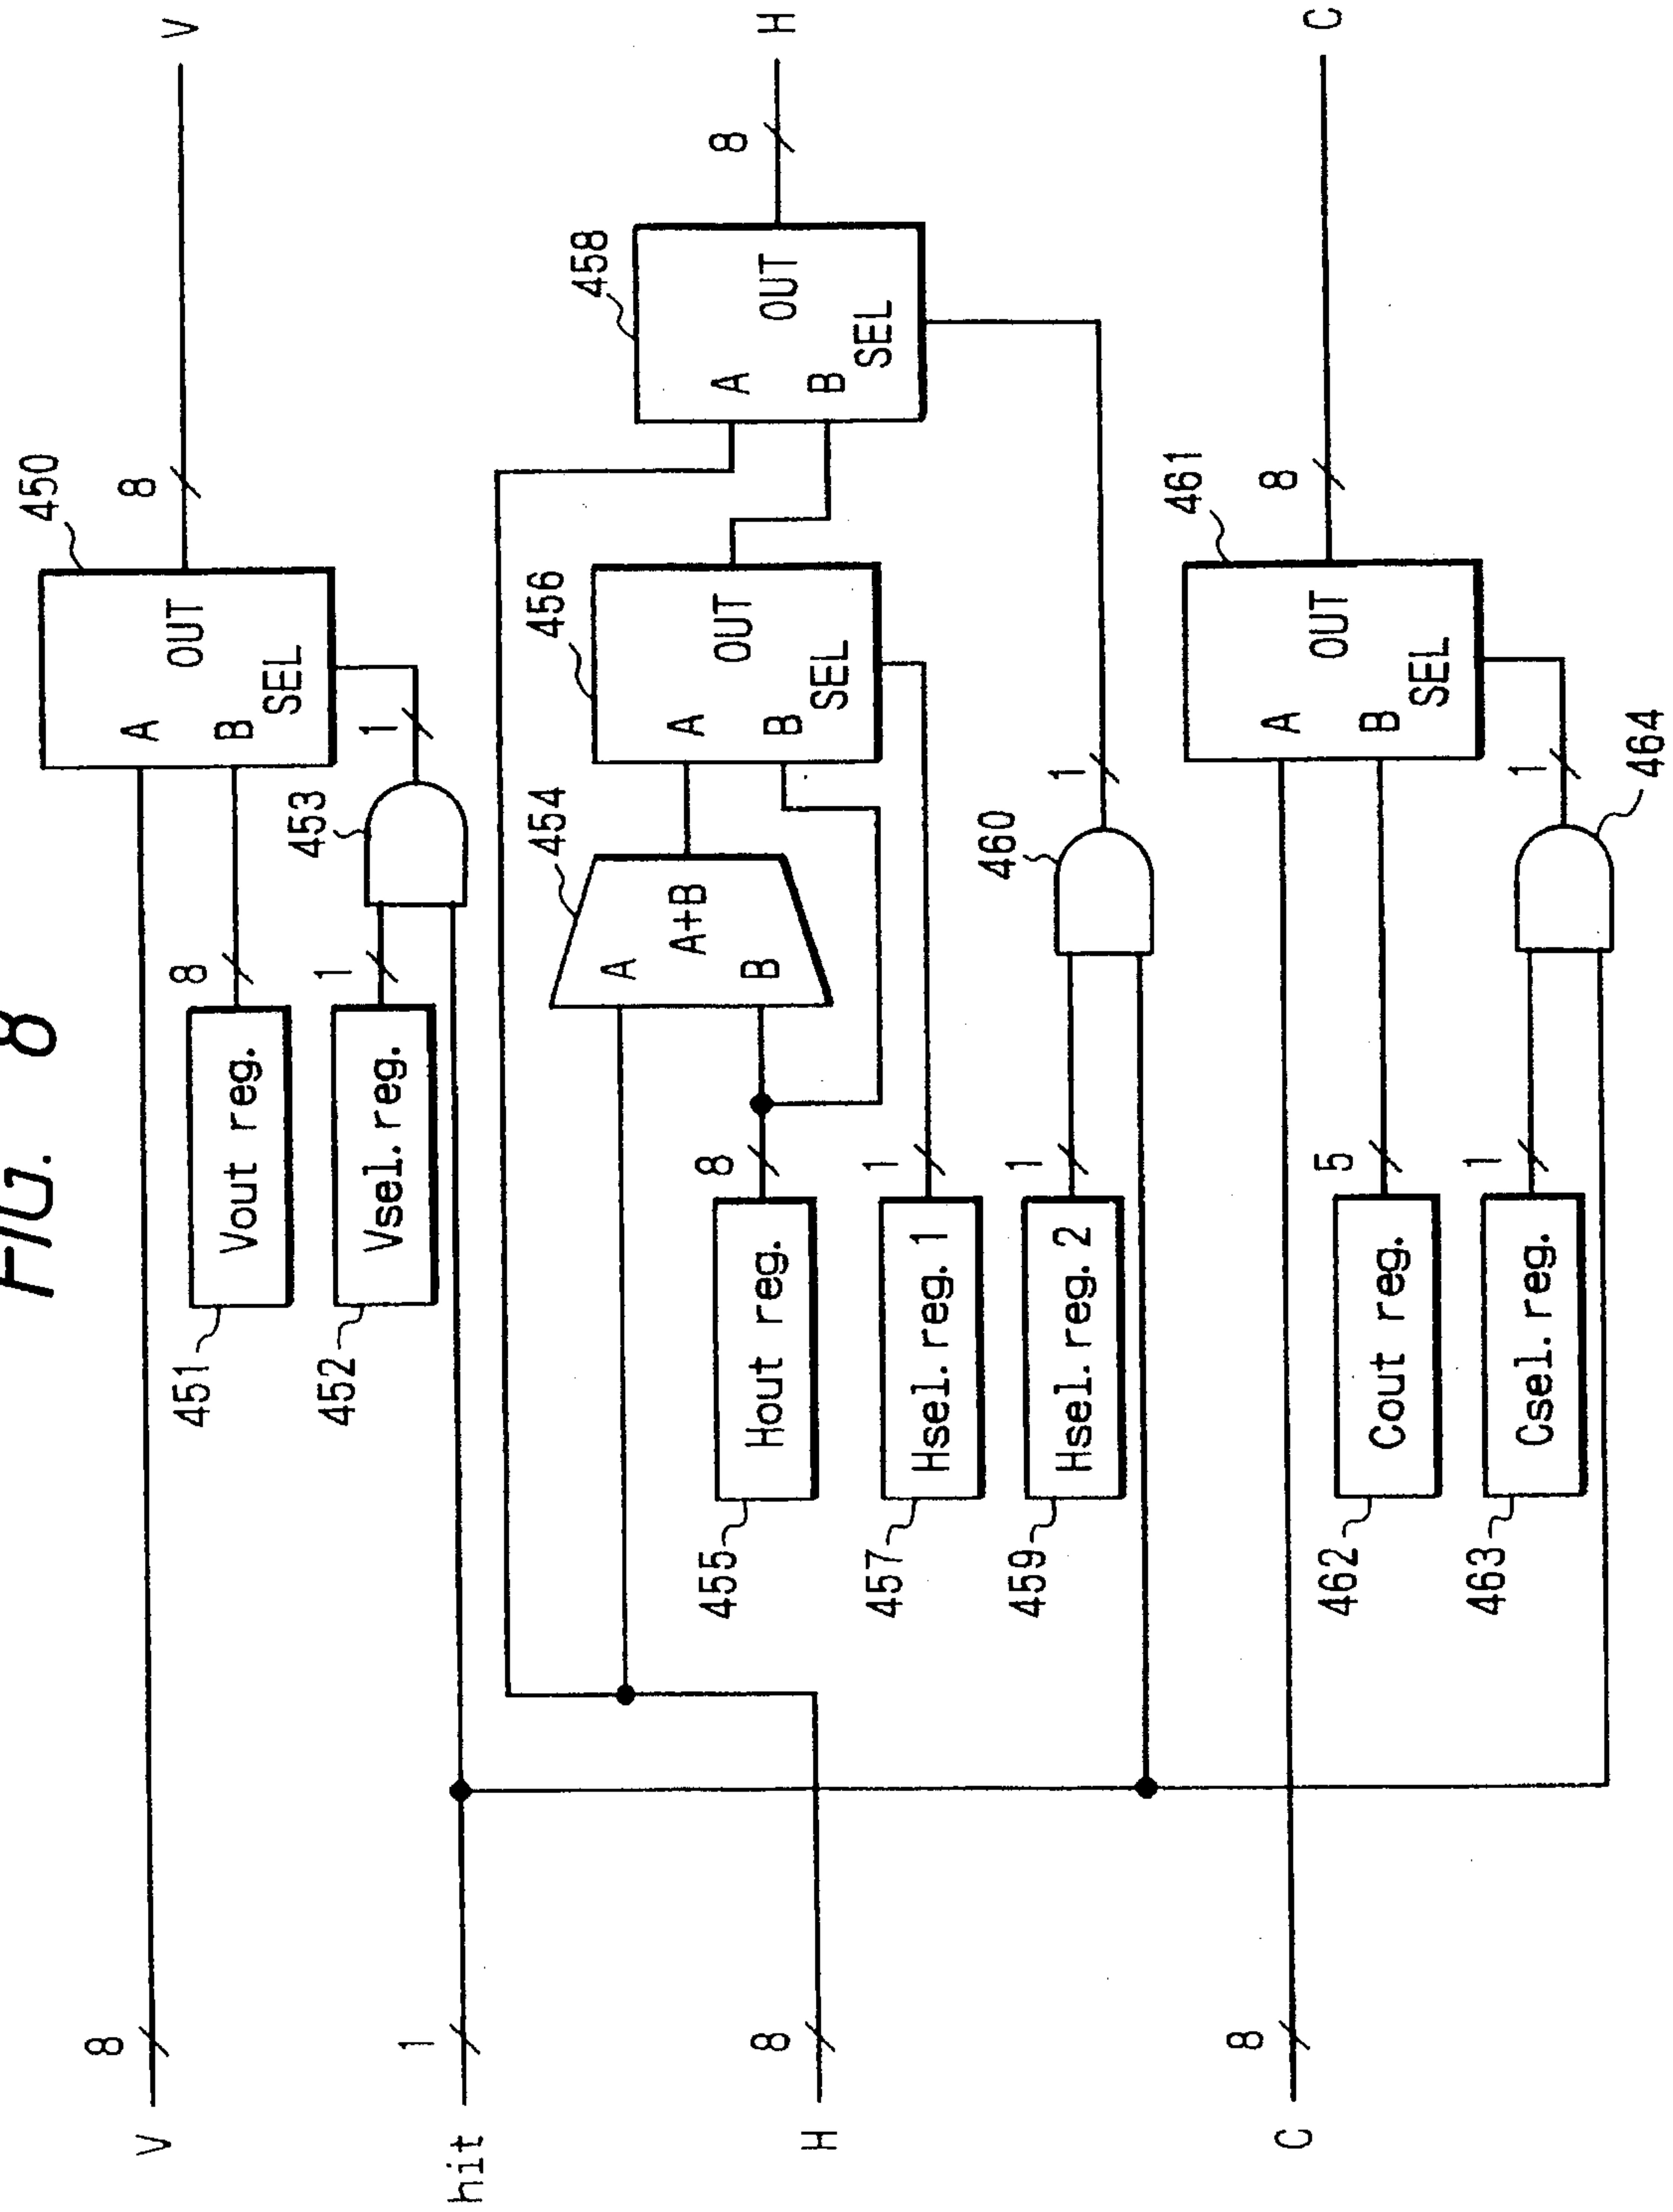 FIG. 8
V
8
450
A
B
OUT
SEL
8
V
451
Vout reg.
8
452
Vsel.reg.
1
453
1
hit
1
H
8
454
A
B
A+B
455
Hout reg.
8
456
A
B
OUT
SEL
457
Hsel.reg.1
1
458
A
B
OUT
SEL
8
H
459
Hsel.reg.2
1
460
1
C
8
461
A
B
OUT
SEL
8
C
462
Cout reg.
5
463
Csel.reg.
1
464
1